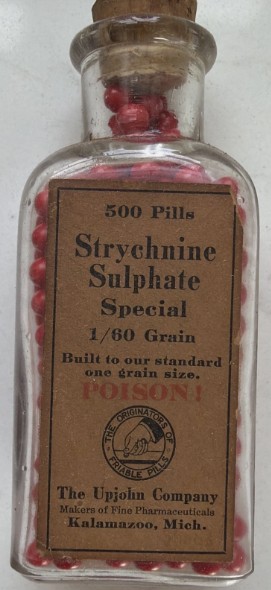 500 Pills
Strychnine
Sulphate
Special
1/60 Grain
Built to our standard
one grain size.
POISON!
THE ORIGINATORS OF
FRIABLE PILLS
The Upjohn Company
Makers of Fine Pharmaceuticals
Kalamazoo, Mich.